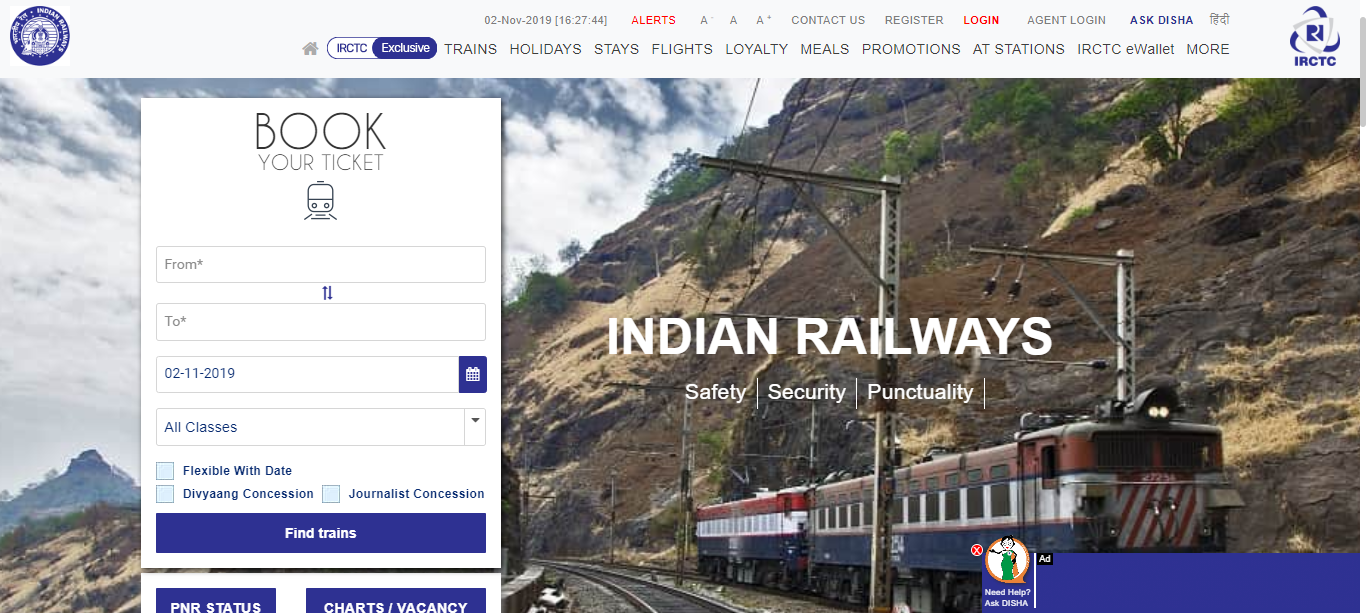 INDIAN RAILWAYS
02-Nov-2019 [16:27:44] ALERTS A- A A+ CONTACT US REGISTER LOGIN AGENT LOGIN ASK DISHA हिंदी
IRCTC Exclusive TRAINS HOLIDAYS STAYS FLIGHTS LOYALTY MEALS PROMOTIONS AT STATIONS IRCTC eWallet MORE
IRCTC
BOOK
YOUR TICKET
From*
To*
02-11-2019
All Classes
Flexible With Date
Divyaang Concession Journalist Concession
Find trains
PNR STATUS CHARTS / VACANCY
INDIAN RAILWAYS
Safety Security Punctuality
Ad
Need Help?
Ask DISHA